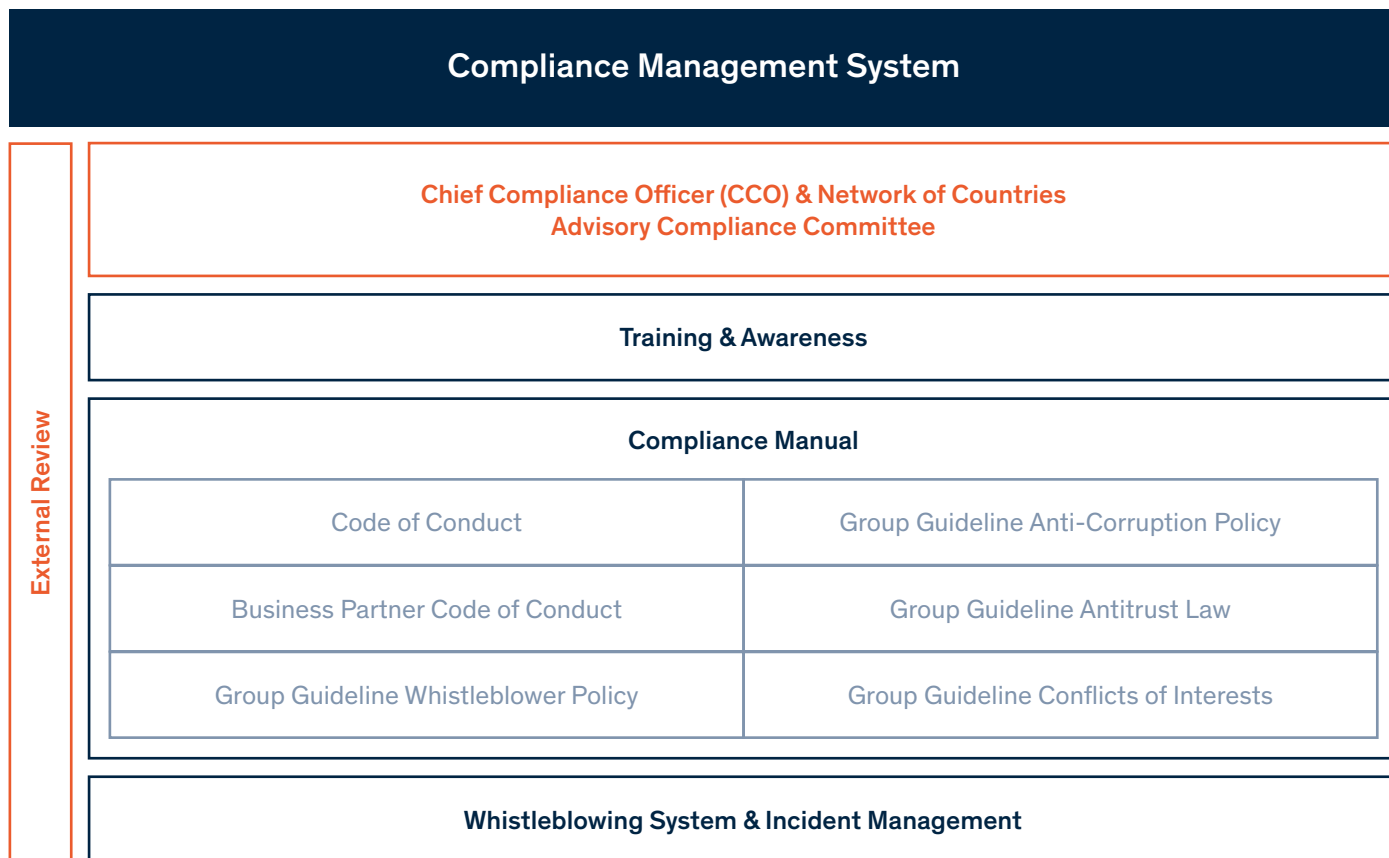 Compliance Management System
External Review
Chief Compliance Officer (CCO) & Network of Countries
Advisory Compliance Committee
Training & Awareness
Compliance Manual
Code of Conduct
Group Guideline Anti-Corruption Policy
Business Partner Code of Conduct
Group Guideline Antitrust Law
Group Guideline Whistleblower Policy
Group Guideline Conflicts of Interests
Whistleblowing System & Incident Management